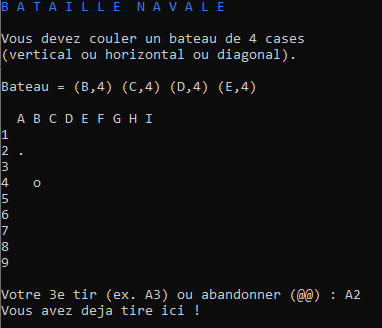 B A T A I L L E  N A V A L E
Vous devez couler un bateau de 4 cases
(vertical ou horizontal ou diagonal).
Bateau = (B,4) (C,4) (D,4) (E,4)
A B C D E F G H I
1
2 .
3
4   o
5
6
7
8
9
Votre 3e tir (ex. A3) ou abandonner (@@) : A2
Vous avez deja tire ici !